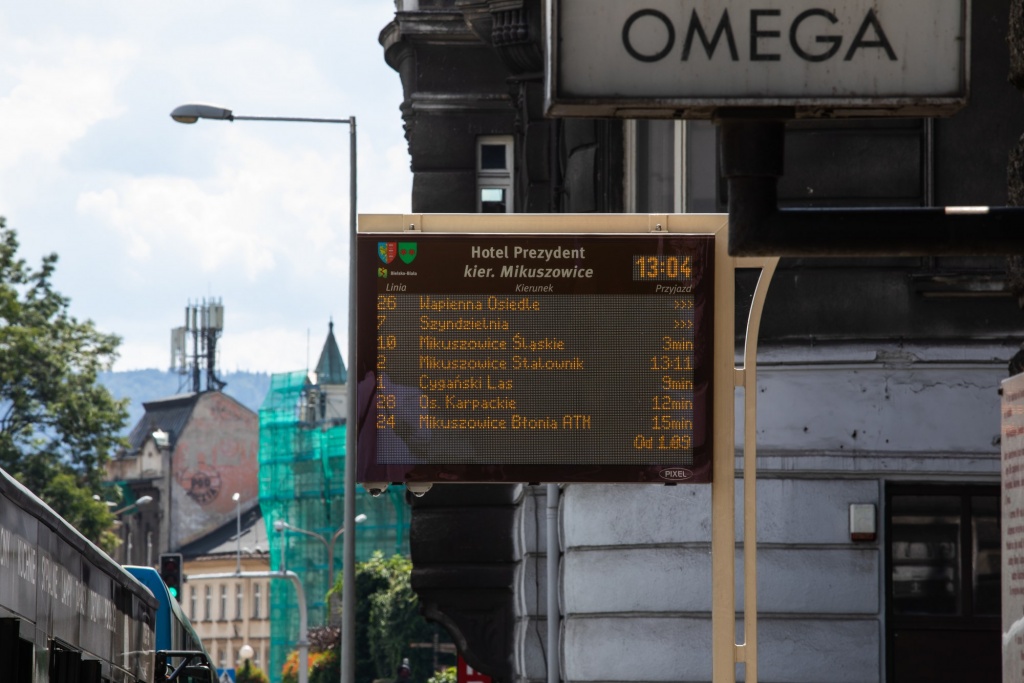 OMEGA
Hotel Prezydent
kier. Mikuszowice
13:04
Bielsko-Biała
Linia Kierunek Przyjazd
26 Wapienna Osiedle >>>
7 Szyndzielnia >>>
10 Mikuszowice Śląskie 3min
2 Mikuszowice Stalownik 13:11
1 Cygański Las 9min
28 Os. Karpackie 12min
24 Mikuszowice Błonia ATH 15min
Od 1.09
PIXEL